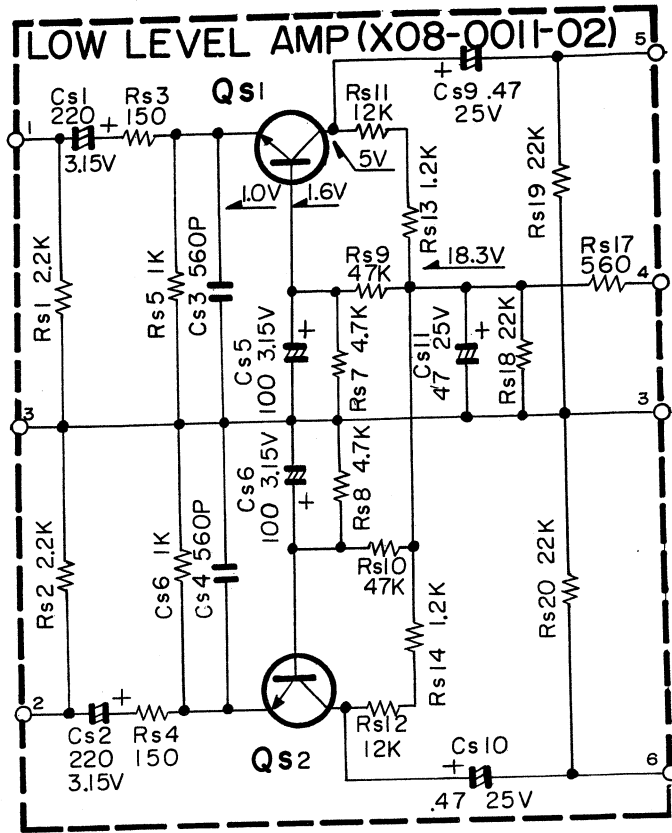 LOW LEVEL AMP (X08-0011-02)
5
Cs1
220
3.15V
+
Rs3
150
Qs1
Rs11
12K
+
Cs9 .47
25V
1
5V
1.0V
1.6V
Rs13 1.2K
Rs19 22K
Rs1 2.2K
Rs5 1K
Cs3 560P
Rs9
47K
18.3V
Rs17
560
4
Cs5
100 3.15V
+
Rs7 4.7K
Cs11
47 25V
+
Rs18 22K
3
3
Cs6
100 3.15V
+
Rs8 4.7K
Rs2 2.2K
Cs6 1K
Cs4 560P
Rs10
47K
Rs14 1.2K
Rs20 22K
2
+
Cs2
220
3.15V
Rs4
150
Qs2
Rs12
12K
Cs10
+
.47 25V
6